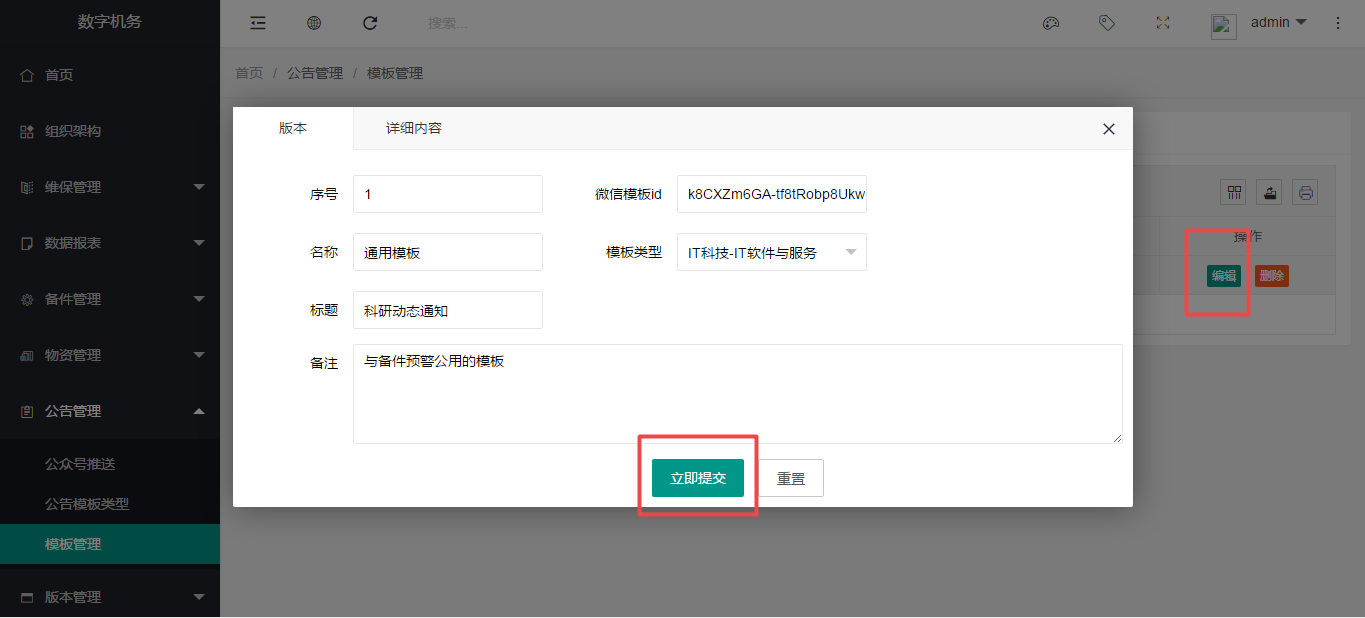 数字机务
搜索...
admin
首页
组织架构
维保管理
数据报表
备件管理
物资管理
公告管理
公众号推送
公告模板类型
模板管理
版本管理
首页 / 公告管理 / 模板管理
版本 详细内容
序号 1 微信模板id k8CXZm6GA-tf8tRobp8Ukw
名称 通用模板 模板类型 IT科技-IT软件与服务
标题 科研动态通知
备注 与备件预警公用的模板
立即提交 重置
操作
编辑 删除